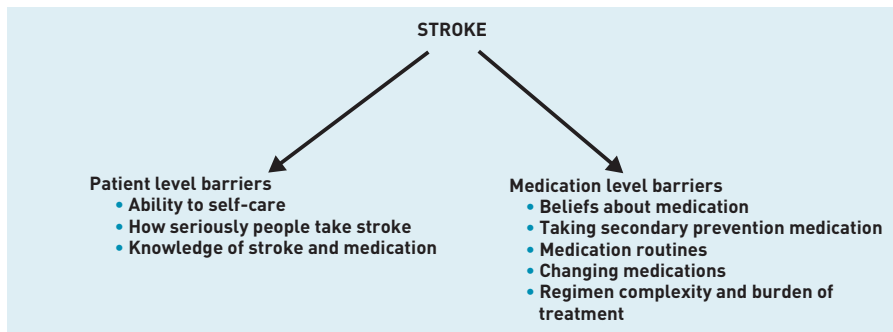 STROKE
Patient level barriers
• Ability to self-care
• How seriously people take stroke
• Knowledge of stroke and medication
Medication level barriers
• Beliefs about medication
• Taking secondary prevention medication
• Medication routines
• Changing medications
• Regimen complexity and burden of
treatment